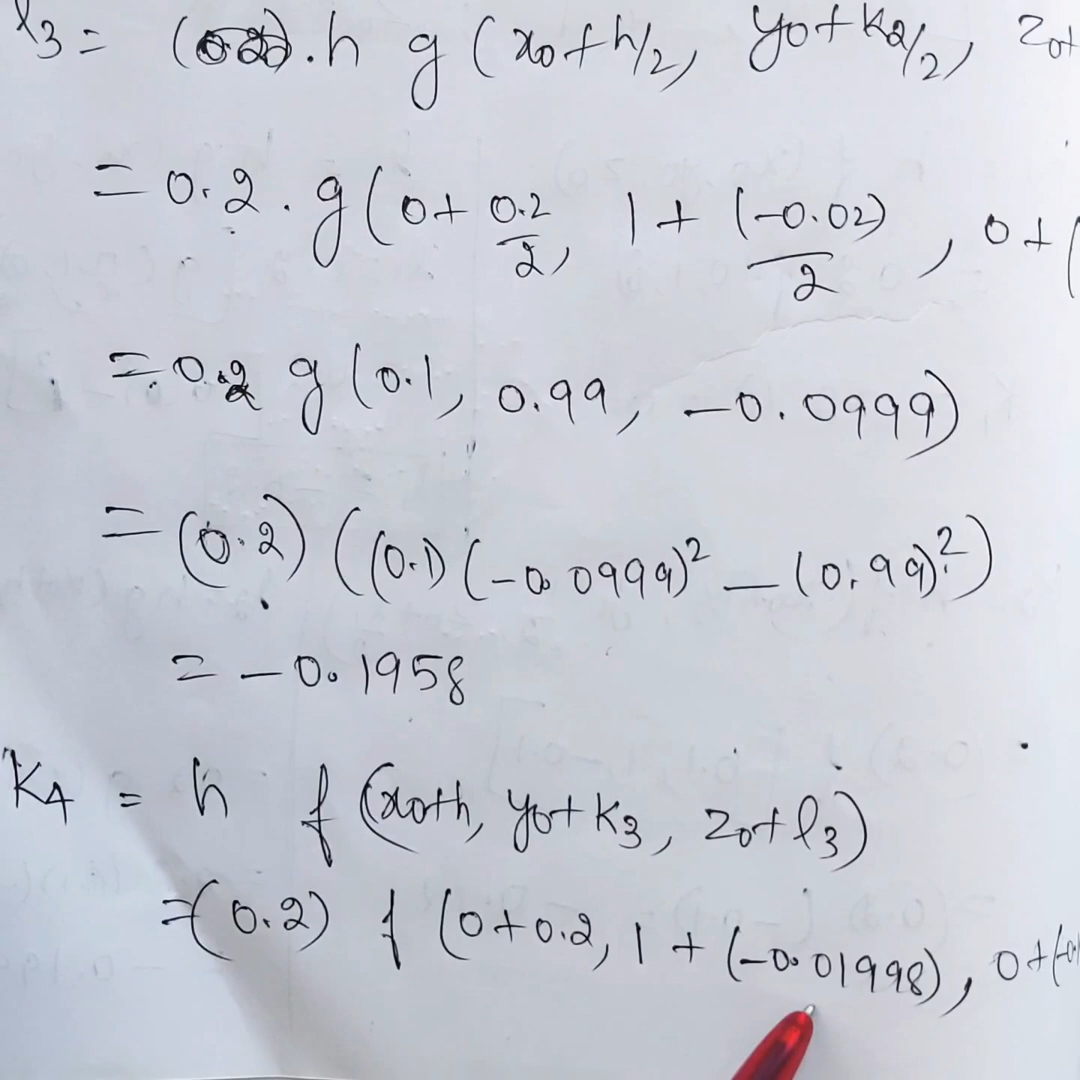 l3 = . h g (x0+h/2, y0+k2/2, z0+
= 0.2 . g(0+ 0.2/2, 1+ (-0.02)/2, 0+(
= 0.2 g (0.1, 0.99, -0.0999)
= (0.2) ((0.1) (-0.0999)² - (0.99)²)
= -0.1958
K4 = h f (x0+h, y0+k3, z0+l3)
= (0.2) f (0+0.2, 1+(-0.01998), 0+(-0.1